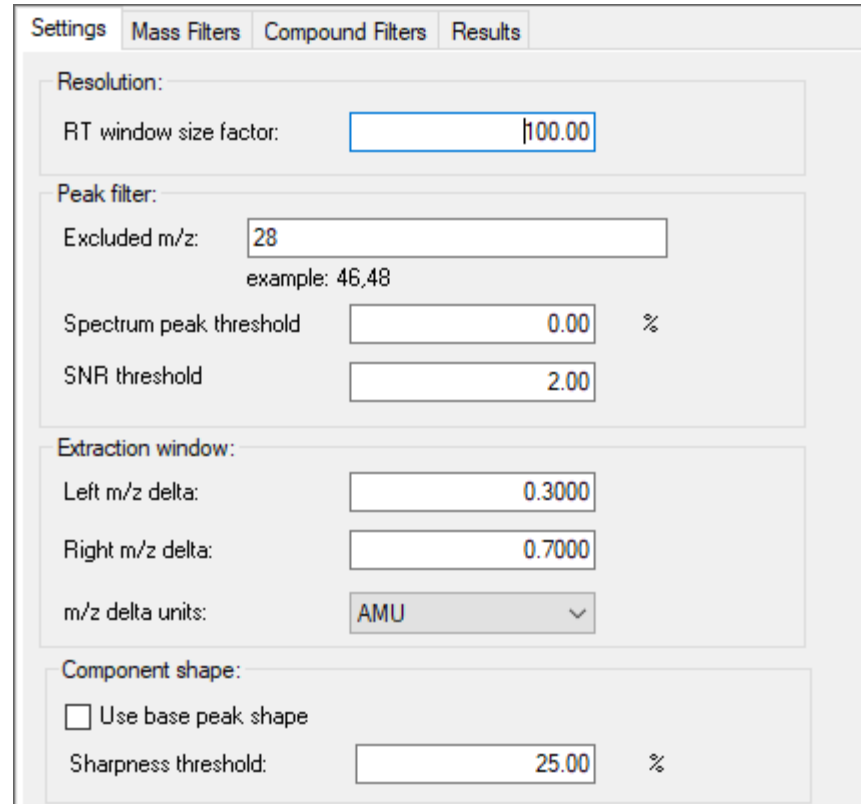 Settings Mass Filters Compound Filters Results
Resolution:
RT window size factor: 100.00
Peak filter:
Excluded m/z: 28
example: 46,48
Spectrum peak threshold 0.00 %
SNR threshold 2.00
Extraction window:
Left m/z delta: 0.3000
Right m/z delta: 0.7000
m/z delta units: AMU
Component shape:
Use base peak shape
Sharpness threshold: 25.00 %